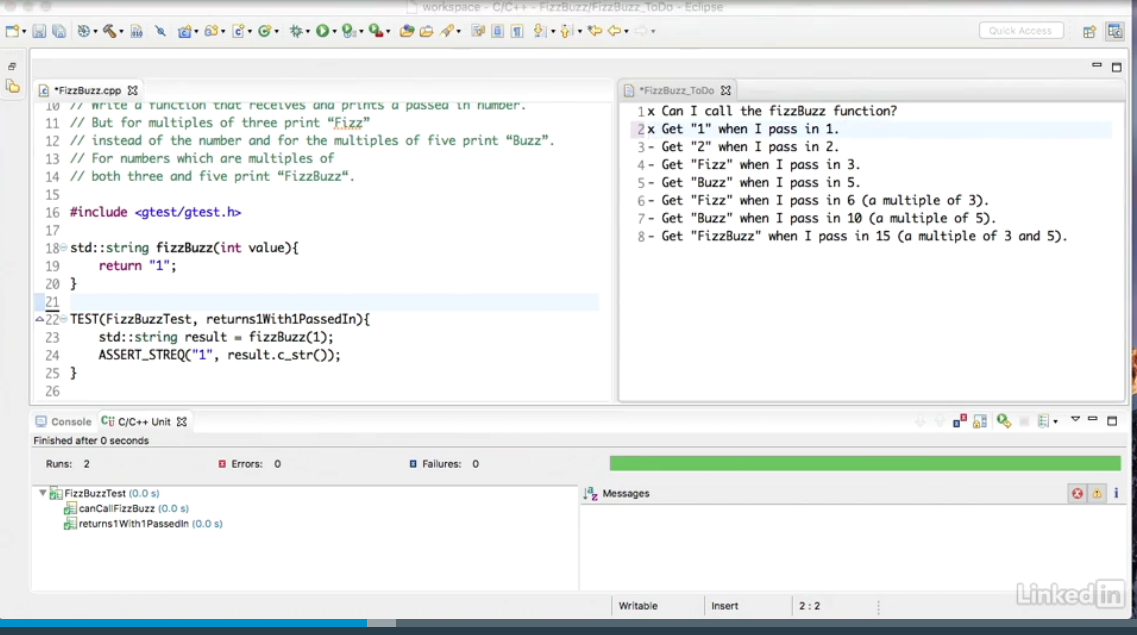 workspace - C/C++ - FizzBuzz/FizzBuzz_ToDo - Eclipse
Quick Access
*FizzBuzz.cpp
*FizzBuzz_ToDo
10 // Write a function that receives and prints a passed in number.
11 // But for multiples of three print “Fizz”
12 // instead of the number and for the multiples of five print “Buzz”.
13 // For numbers which are multiples of
14 // both three and five print “FizzBuzz“.
15
16 #include <gtest/gtest.h>
17
18 std::string fizzBuzz(int value){
19 return "1";
20 }
21
22 TEST(FizzBuzzTest, returns1With1PassedIn){
23 std::string result = fizzBuzz(1);
24 ASSERT_STREQ("1", result.c_str());
25 }
26
1 x Can I call the fizzBuzz function?
2 x Get "1" when I pass in 1.
3 - Get "2" when I pass in 2.
4 - Get "Fizz" when I pass in 3.
5 - Get "Buzz" when I pass in 5.
6 - Get "Fizz" when I pass in 6 (a multiple of 3).
7 - Get "Buzz" when I pass in 10 (a multiple of 5).
8 - Get "FizzBuzz" when I pass in 15 (a multiple of 3 and 5).
Console C/C++ Unit
Finished after 0 seconds
Runs: 2 Errors: 0 Failures: 0
FizzBuzzTest (0.0 s)
canCallFizzBuzz (0.0 s)
returns1With1PassedIn (0.0 s)
Messages
Linked in
Writable Insert 2 : 2